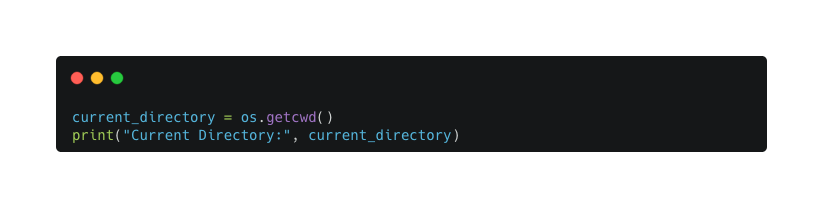 current_directory = os.getcwd()
print("Current Directory:", current_directory)